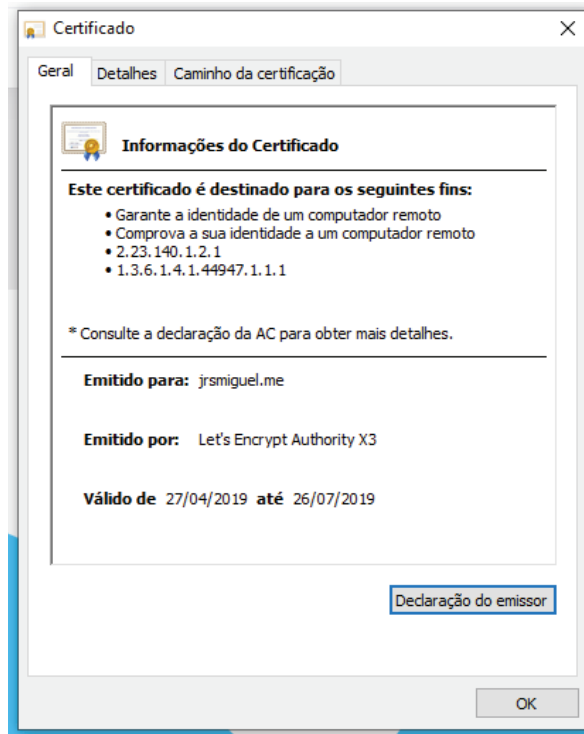 Certificado
Geral Detalhes Caminho da certificação
Informações do Certificado
Este certificado é destinado para os seguintes fins:
• Garante a identidade de um computador remoto
• Comprova a sua identidade a um computador remoto
• 2.23.140.1.2.1
• 1.3.6.1.4.1.44947.1.1.1
* Consulte a declaração da AC para obter mais detalhes.
Emitido para: jrsmiguel.me
Emitido por: Let's Encrypt Authority X3
Válido de 27/04/2019 até 26/07/2019
Declaração do emissor
OK